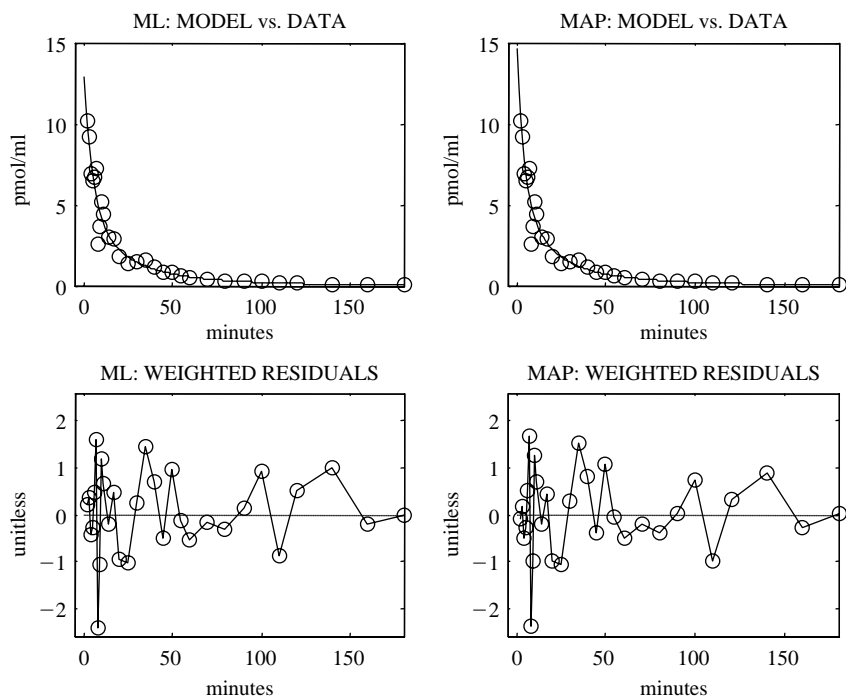 ML: MODEL vs. DATA
15
10
5
0
pmol/ml
0
50
100
150
minutes
MAP: MODEL vs. DATA
15
10
5
0
pmol/ml
0
50
100
150
minutes
ML: WEIGHTED RESIDUALS
2
1
0
−1
−2
unitless
0
50
100
150
minutes
MAP: WEIGHTED RESIDUALS
2
1
0
−1
−2
unitless
0
50
100
150
minutes